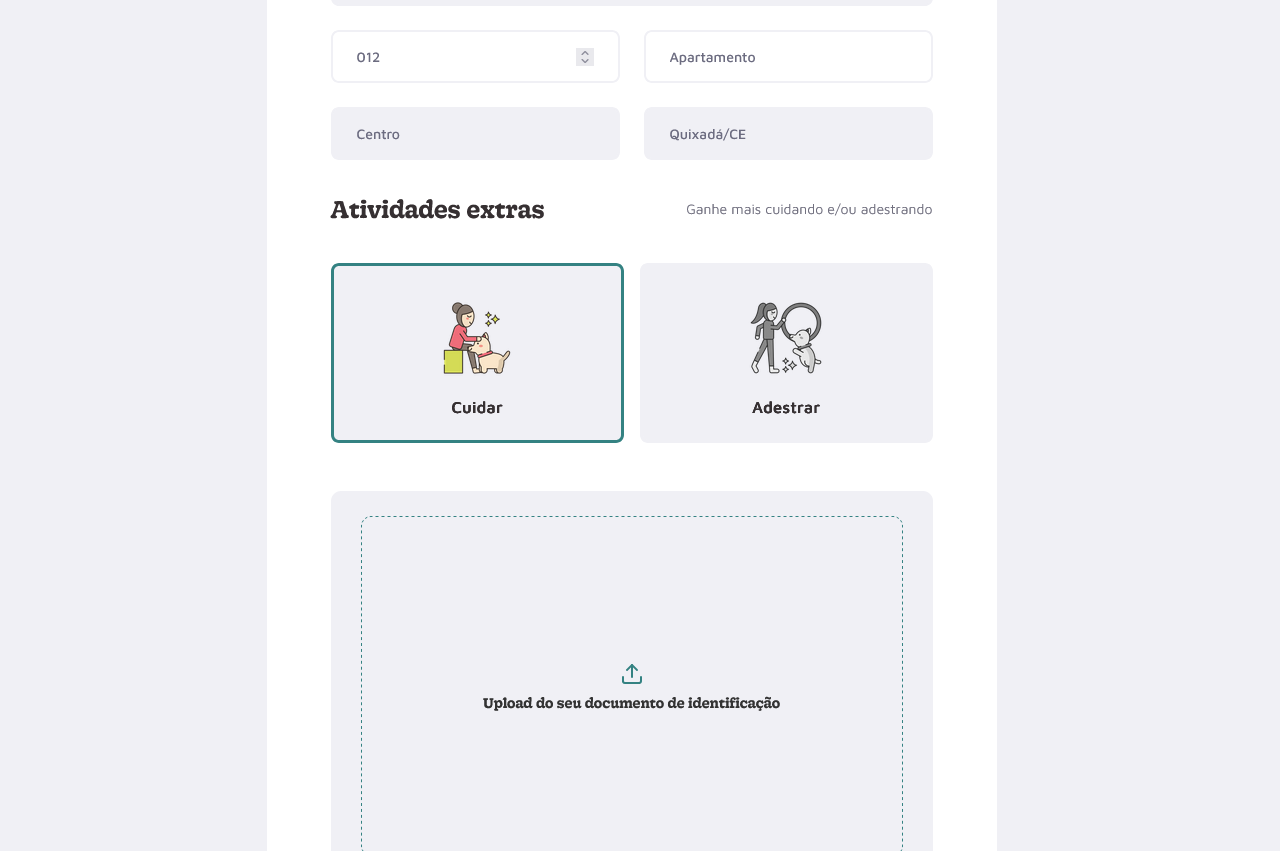 012
Apartamento
Centro
Quixadá/CE
Atividades extras
Ganhe mais cuidando e/ou adestrando
Cuidar
Adestrar
Upload do seu documento de identificação